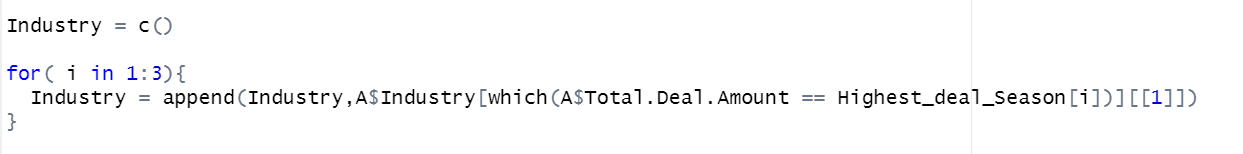 Industry = c()
for( i in 1:3){
  Industry = append(Industry,A$Industry[which(A$Total.Deal.Amount == Highest_deal_Season[i])][[1]])
}